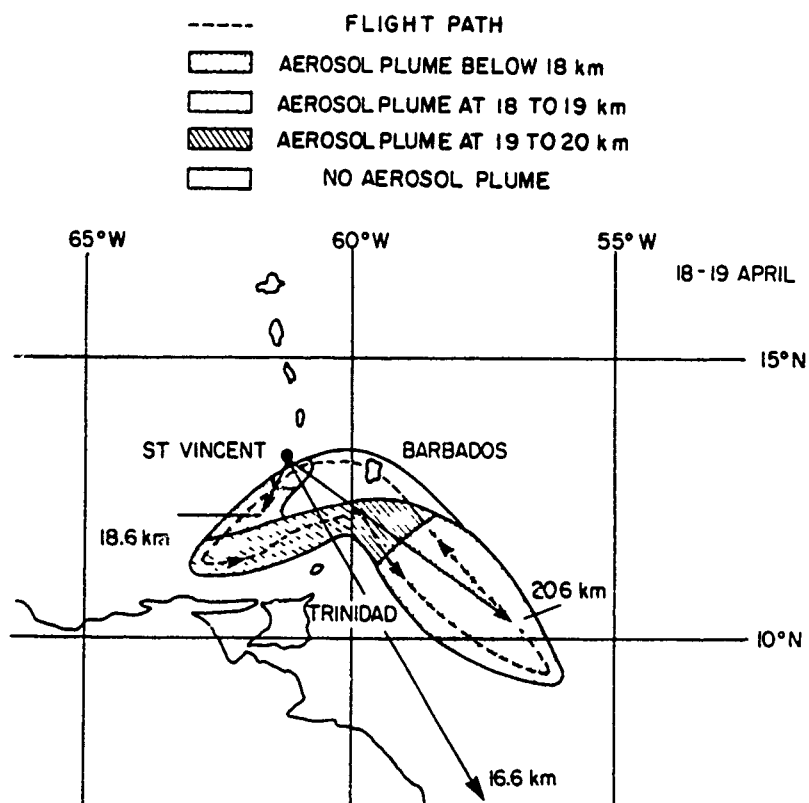 FLIGHT PATH
AEROSOL PLUME BELOW 18 km
AEROSOL PLUME AT 18 TO 19 km
AEROSOL PLUME AT 19 TO 20 km
NO AEROSOL PLUME
65°W 60°W 55°W
18-19 APRIL
15°N
ST VINCENT BARBADOS
18.6 km
206 km
TRINIDAD
10°N
16.6 km